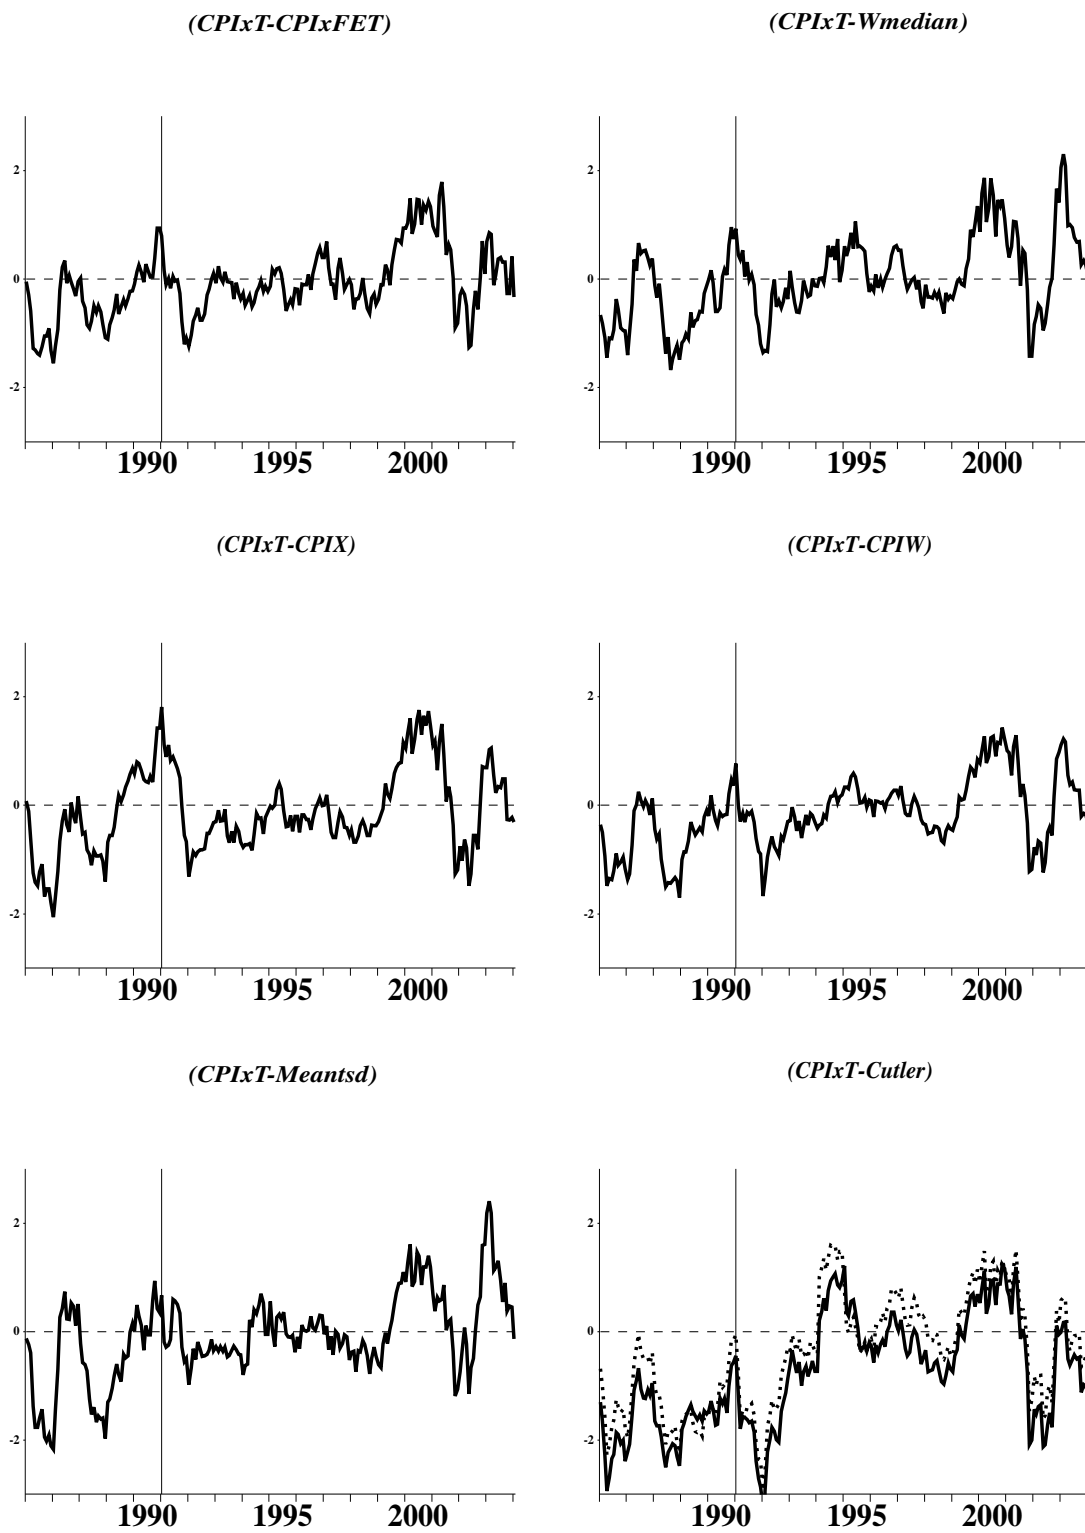 (CPIxT-CPIxFET)
(CPIxT-Wmedian)
2
0
-2
1990 1995 2000
2
0
-2
1990 1995 2000
(CPIxT-CPIX)
(CPIxT-CPIW)
2
0
-2
1990 1995 2000
2
0
-2
1990 1995 2000
(CPIxT-Meantsd)
(CPIxT-Cutler)
2
0
-2
1990 1995 2000
2
0
-2
1990 1995 2000